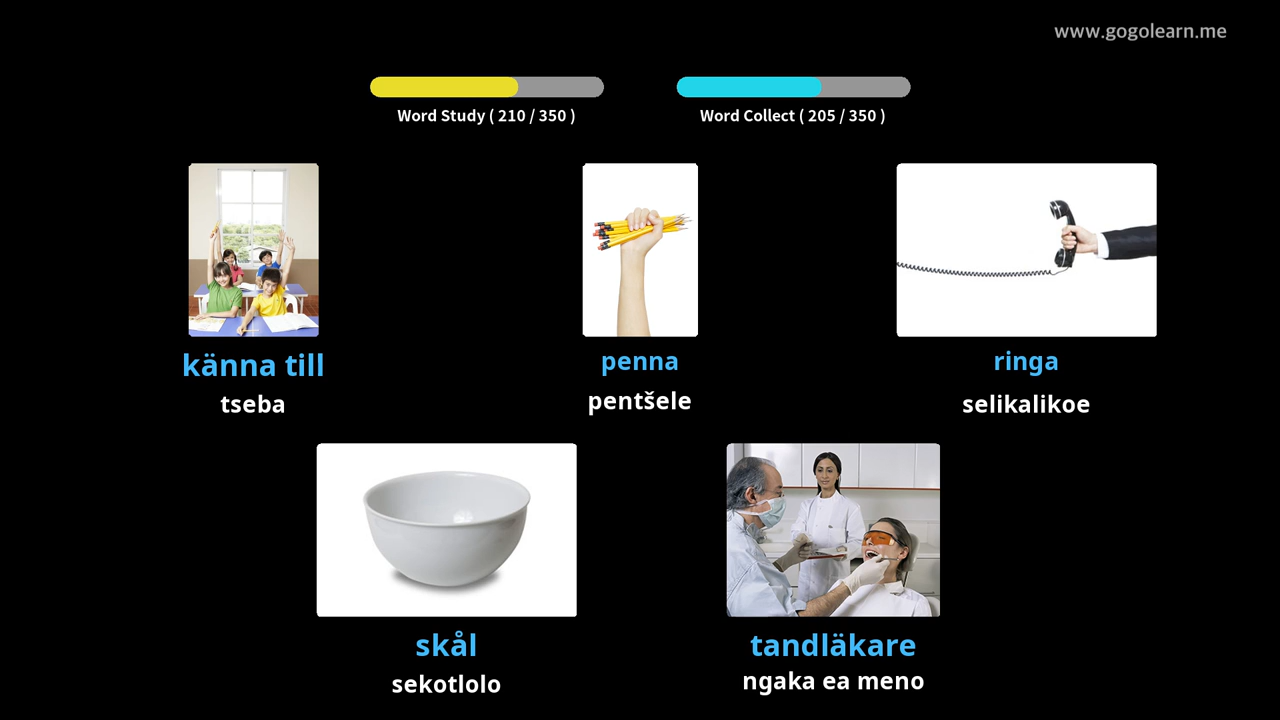 www.gogolearn.me
Word Study ( 210 / 350 )
Word Collect ( 205 / 350 )
känna till
tseba
penna
pentšele
ringa
selikalikoe
skål
sekotlolo
tandläkare
ngaka ea meno